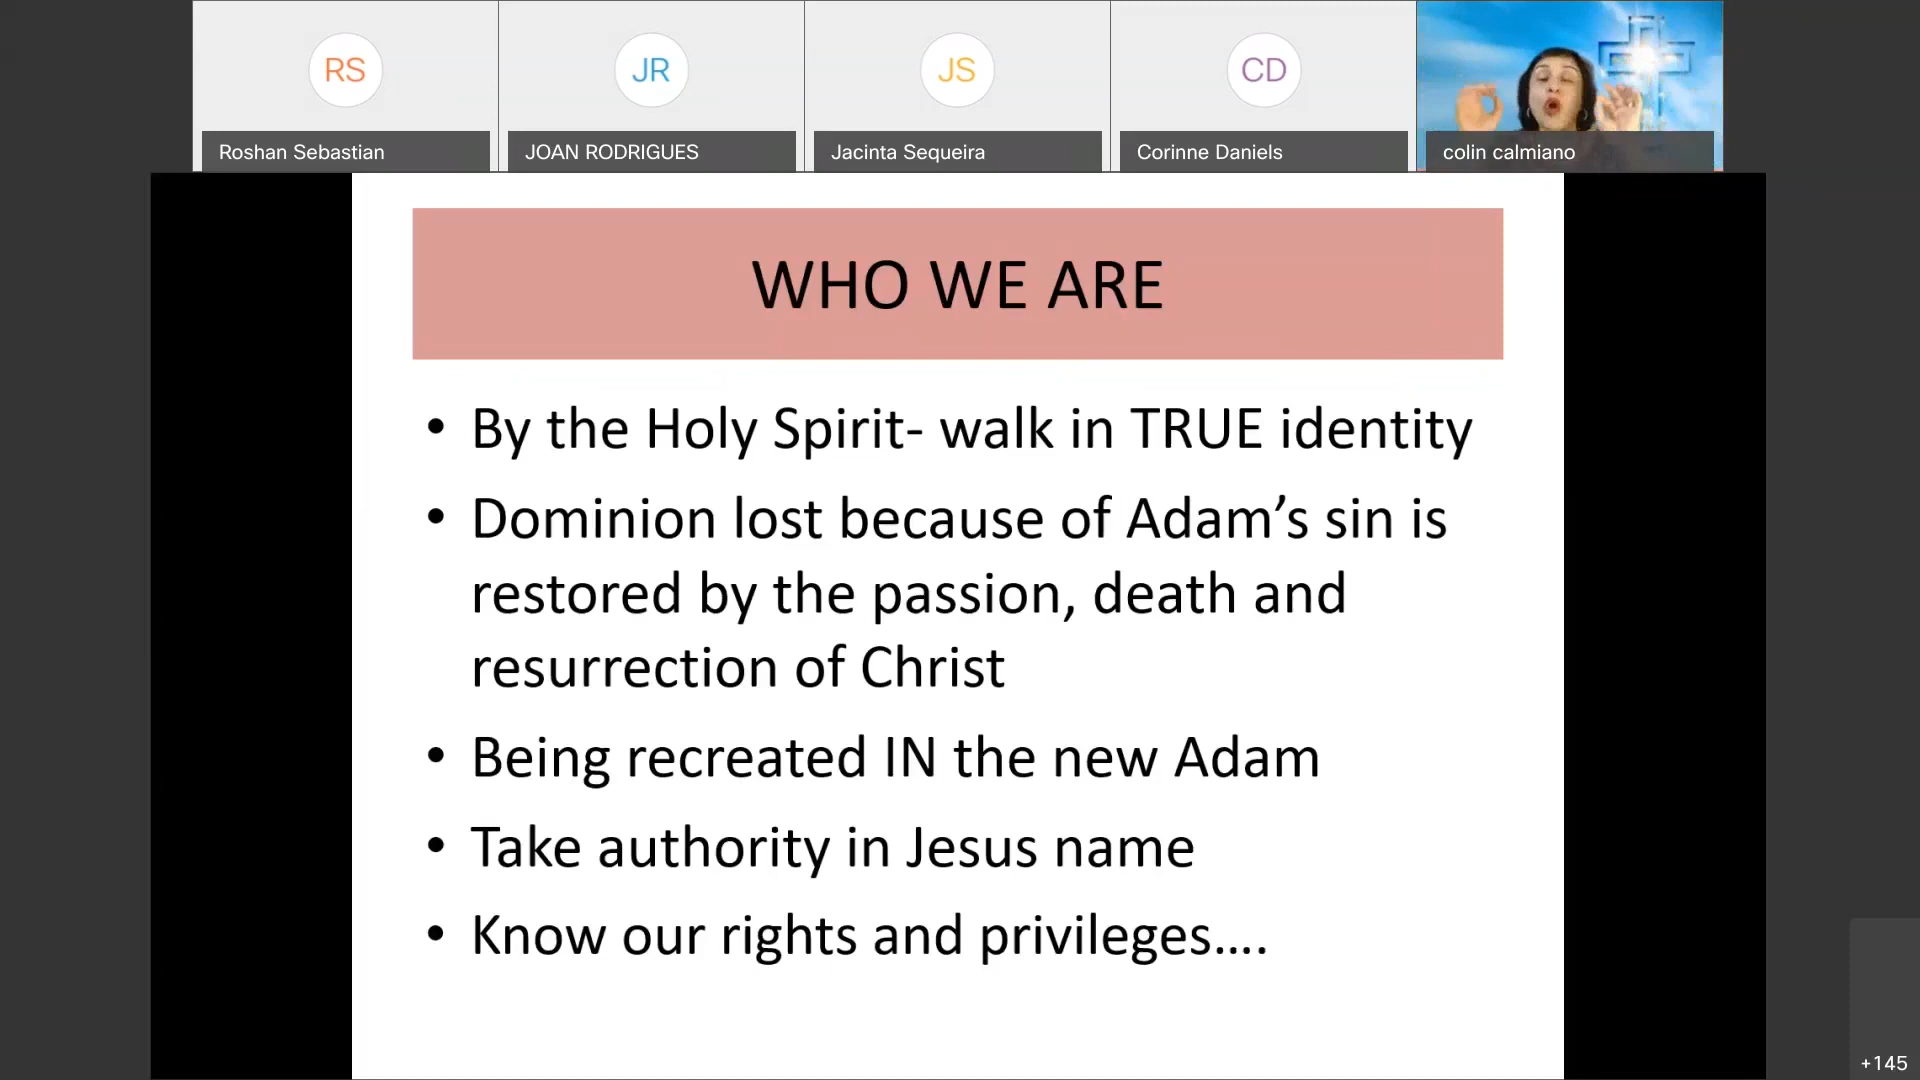 RS
JR
JS
CD
Roshan Sebastian
JOAN RODRIGUES
Jacinta Sequeira
Corinne Daniels
colin calmiano
WHO WE ARE
• By the Holy Spirit- walk in TRUE identity
• Dominion lost because of Adam’s sin is
restored by the passion, death and
resurrection of Christ
• Being recreated IN the new Adam
• Take authority in Jesus name
• Know our rights and privileges….
+145